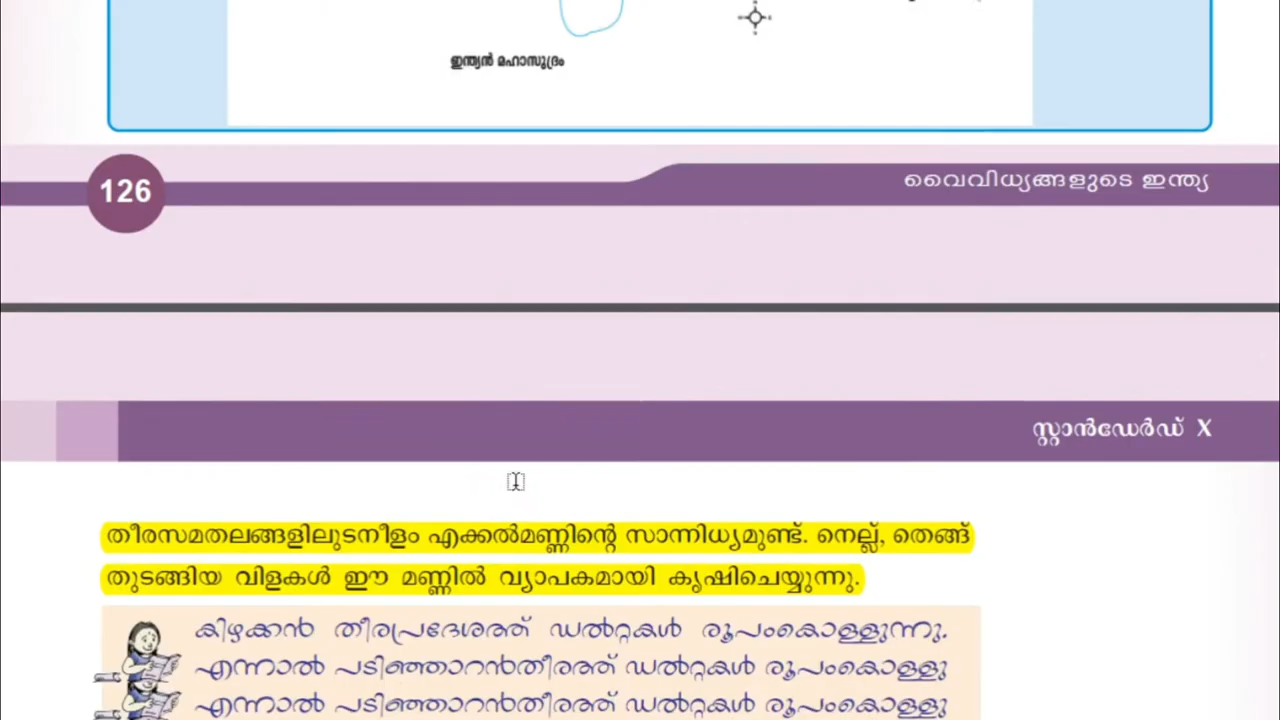 ഇന്ത്യൻ മഹാസമുദ്രം
126
വൈവിധ്യങ്ങളുടെ ഇന്ത്യ
സ്റ്റാൻഡേർഡ് X
തീരസമതലങ്ങളിലുടനീളം എക്കൽമണ്ണിന്റെ സാന്നിധ്യമുണ്ട്. നെല്ല്, തെങ്ങ്
തുടങ്ങിയ വിളകൾ ഈ മണ്ണിൽ വ്യാപകമായി കൃഷിചെയ്യുന്നു.
കിഴക്കൻ തീരപ്രദേശത്ത് ഡൽറ്റകൾ രൂപംകൊള്ളുന്നു.
എന്നാൽ പടിഞ്ഞാറൻതീരത്ത് ഡൽറ്റകൾ രൂപംകൊള്ളു
എന്നാൽ പടിഞ്ഞാറൻതീരത്ത് ഡൽറ്റകൾ രൂപംകൊള്ളു